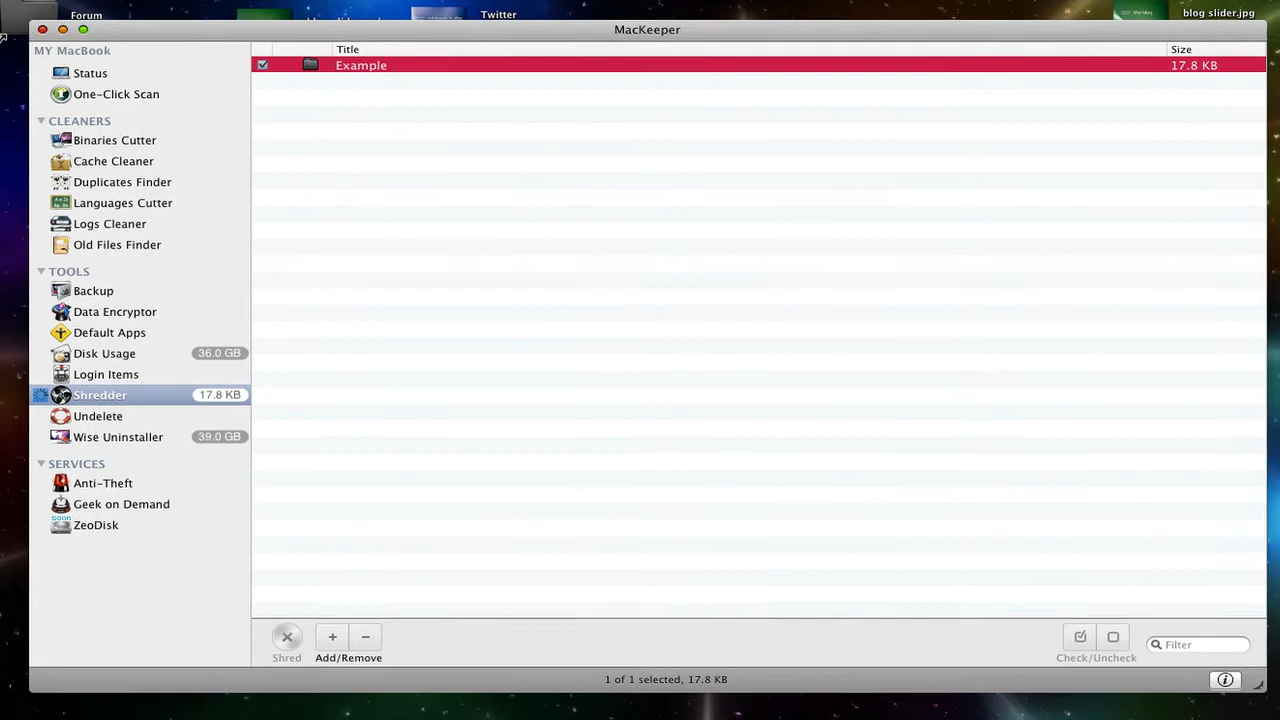 Forum
Twitter
blog slider.jpg
MacKeeper
MY MacBook
Status
One-Click Scan
CLEANERS
Binaries Cutter
Cache Cleaner
Duplicates Finder
Languages Cutter
Logs Cleaner
Old Files Finder
TOOLS
Backup
Data Encryptor
Default Apps
Disk Usage 36.0 GB
Login Items
Shredder 17.8 KB
Undelete
Wise Uninstaller 39.0 GB
SERVICES
Anti-Theft
Geek on Demand
soon
ZeoDisk
Title Size
Example 17.8 KB
Shred
Add/Remove
Check/Uncheck
Filter
1 of 1 selected, 17.8 KB